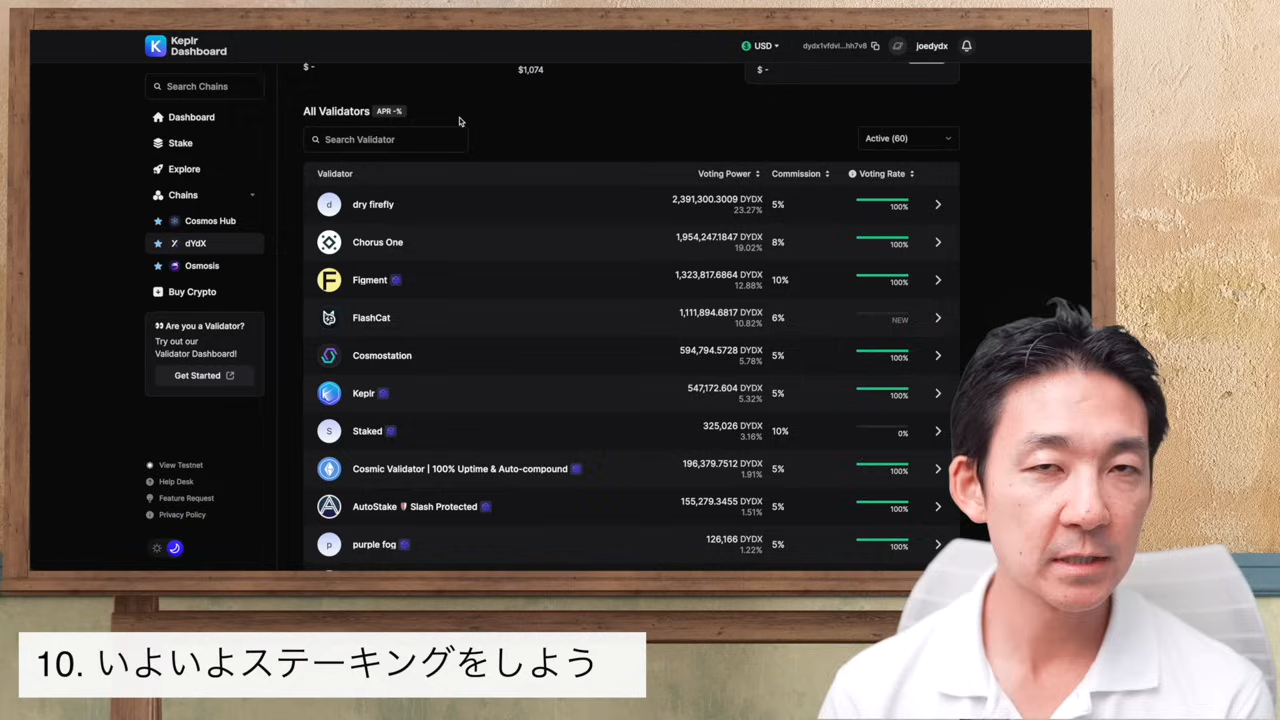 Keplr
Dashboard
USD
dydx1vfdvl...hh7v8
joedydx
Search Chains
Dashboard
Stake
Explore
Chains
Cosmos Hub
dYdX
Osmosis
Buy Crypto
Are you a Validator?
Try out our
Validator Dashboard!
Get Started
View Testnet
Help Desk
Feature Request
Privacy Policy
$ -
$1,074
$ -
All Validators APR -%
Search Validator
Active (60)
Validator Voting Power Commission Voting Rate
d dry firefly 2,391,300.3009 DYDX 5%
23.27% 100%
Chorus One 1,954,247.1847 DYDX 8%
19.02% 100%
F Figment 1,323,817.6864 DYDX 10%
12.88% 100%
FlashCat 1,111,894.6817 DYDX 6%
10.82% NEW
Cosmostation 594,794.5728 DYDX 5%
5.78% 100%
Keplr 547,172.604 DYDX 5%
5.32% 100%
S Staked 325,026 DYDX 10%
3.16% 0%
Cosmic Validator | 100% Uptime & Auto-compound 196,379.7512 DYDX 5%
1.91% 100%
AutoStake Slash Protected 155,279.3455 DYDX 5%
1.51% 100%
p purple fog 126,166 DYDX 5%
1.22% 100%
10. いよいよステーキングをしよう